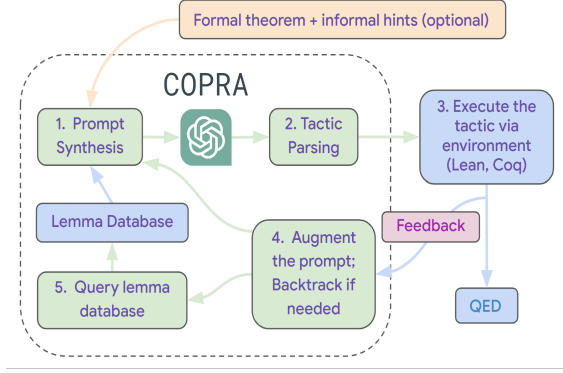 Formal theorem + informal hints (optional)
COPRA
1. Prompt
Synthesis
2. Tactic
Parsing
3. Execute the
tactic via
environment
(Lean, Coq)
Lemma Database
Feedback
4. Augment
the prompt;
Backtrack if
needed
5. Query lemma
database
QED